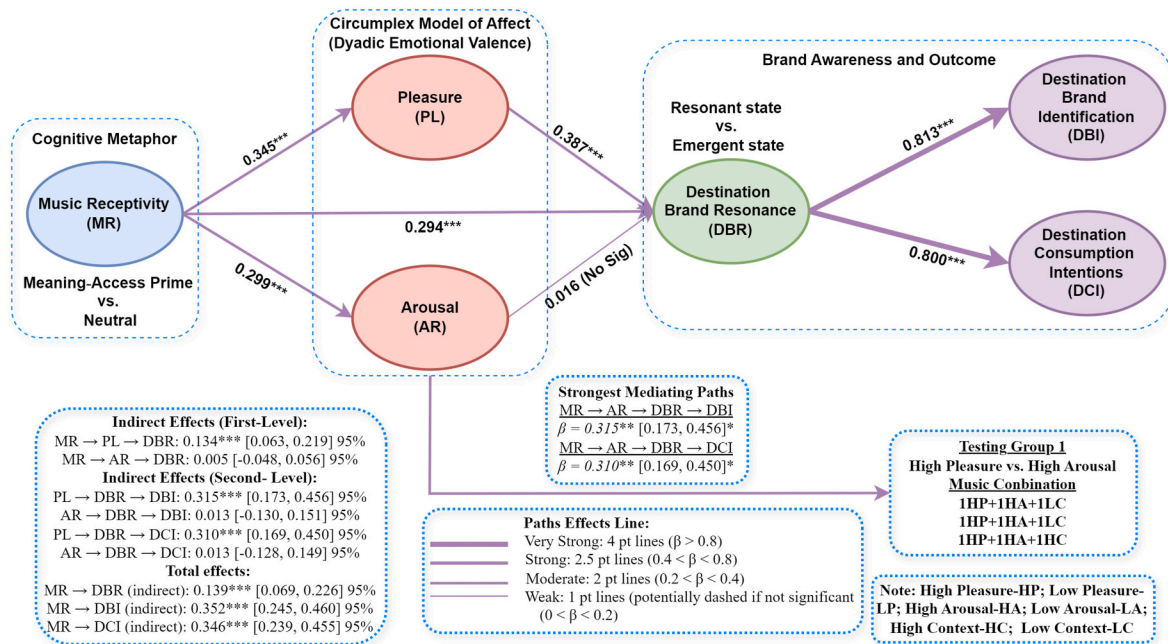 Circumplex Model of Affect
(Dyadic Emotional Valence)
Brand Awareness and Outcome
Cognitive Metaphor
Music Receptivity
(MR)
Meaning-Access Prime
vs.
Neutral
Pleasure
(PL)
Arousal
(AR)
Resonant state
vs.
Emergent state
Destination
Brand Resonance
(DBR)
Destination
Brand
Identification
(DBI)
Destination
Consumption
Intentions
(DCI)
0.345***
0.387***
0.294***
0.299***
0.016 (No Sig)
0.813***
0.800***
Indirect Effects (First-Level):
MR → PL → DBR: 0.134*** [0.063, 0.219] 95%
MR → AR → DBR: 0.005 [-0.048, 0.056] 95%
Indirect Effects (Second- Level):
PL → DBR → DBI: 0.315*** [0.173, 0.456] 95%
AR → DBR → DBI: 0.013 [-0.130, 0.151] 95%
PL → DBR → DCI: 0.310*** [0.169, 0.450] 95%
AR → DBR → DCI: 0.013 [-0.128, 0.149] 95%
Total effects:
MR → DBR (indirect): 0.139*** [0.069, 0.226] 95%
MR → DBI (indirect): 0.352*** [0.245, 0.460] 95%
MR → DCI (indirect): 0.346*** [0.239, 0.455] 95%
Strongest Mediating Paths
MR → AR → DBR → DBI
β = 0.315** [0.173, 0.456]*
MR → AR → DBR → DCI
β = 0.310** [0.169, 0.450]*
Paths Effects Line:
Very Strong: 4 pt lines (β > 0.8)
Strong: 2.5 pt lines (0.4 < β < 0.8)
Moderate: 2 pt lines (0.2 < β < 0.4)
Weak: 1 pt lines (potentially dashed if not significant
(0 < β < 0.2)
Testing Group 1
High Pleasure vs. High Arousal
Music Conbination
1HP+1HA+1LC
1HP+1HA+1LC
1HP+1HA+1HC
Note: High Pleasure-HP; Low Pleasure-
LP; High Arousal-HA; Low Arousal-LA;
High Context-HC; Low Context-LC